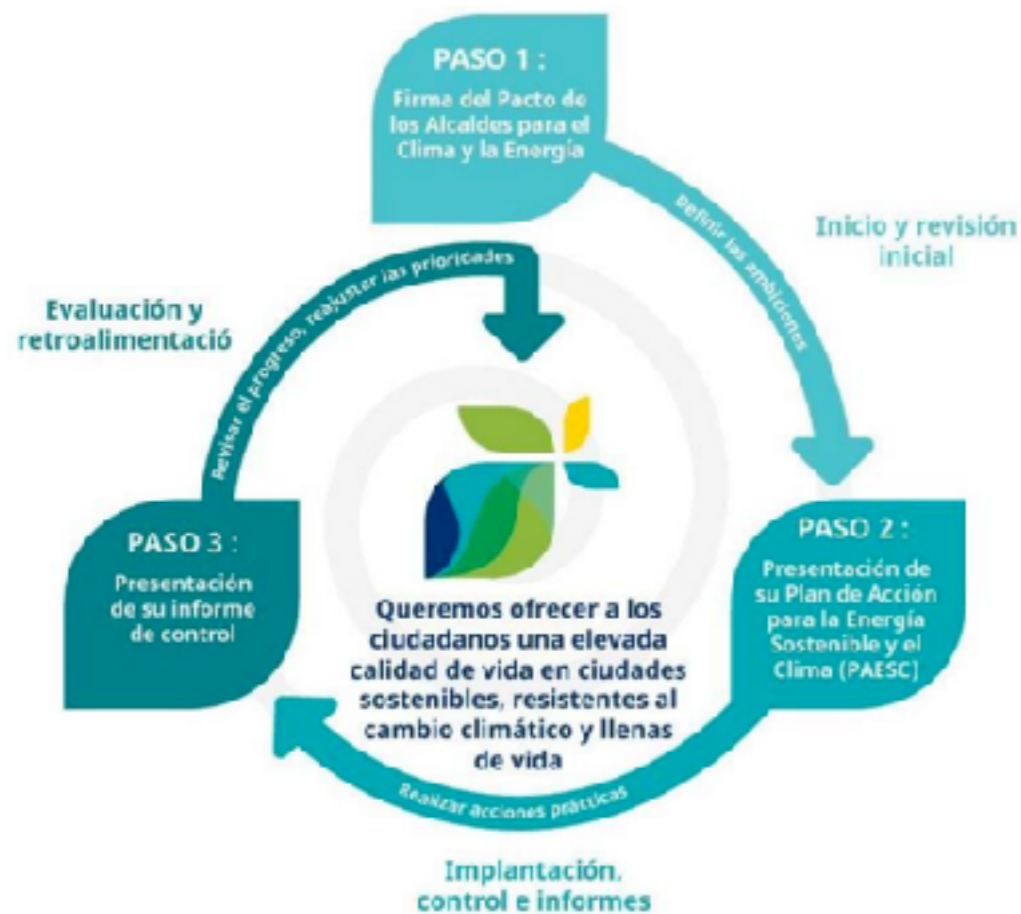 PASO 1 :
Firma del Pacto de
los Alcaldes para el
Clima y la Energía
Definir las ambiciones
Inicio y revisión
inicial
PASO 2 :
Presentación de
su Plan de Acción
para la Energía
Sostenible y el
Clima (PAESC)
Realizar acciones prácticas
Implantación,
control e informes
PASO 3 :
Presentación
de su informe
de control
Revisar el progreso, reajustar las prioridades
Evaluación y
retroalimentació
Queremos ofrecer a los
ciudadanos una elevada
calidad de vida en ciudades
sostenibles, resistentes al
cambio climático y llenas
de vida